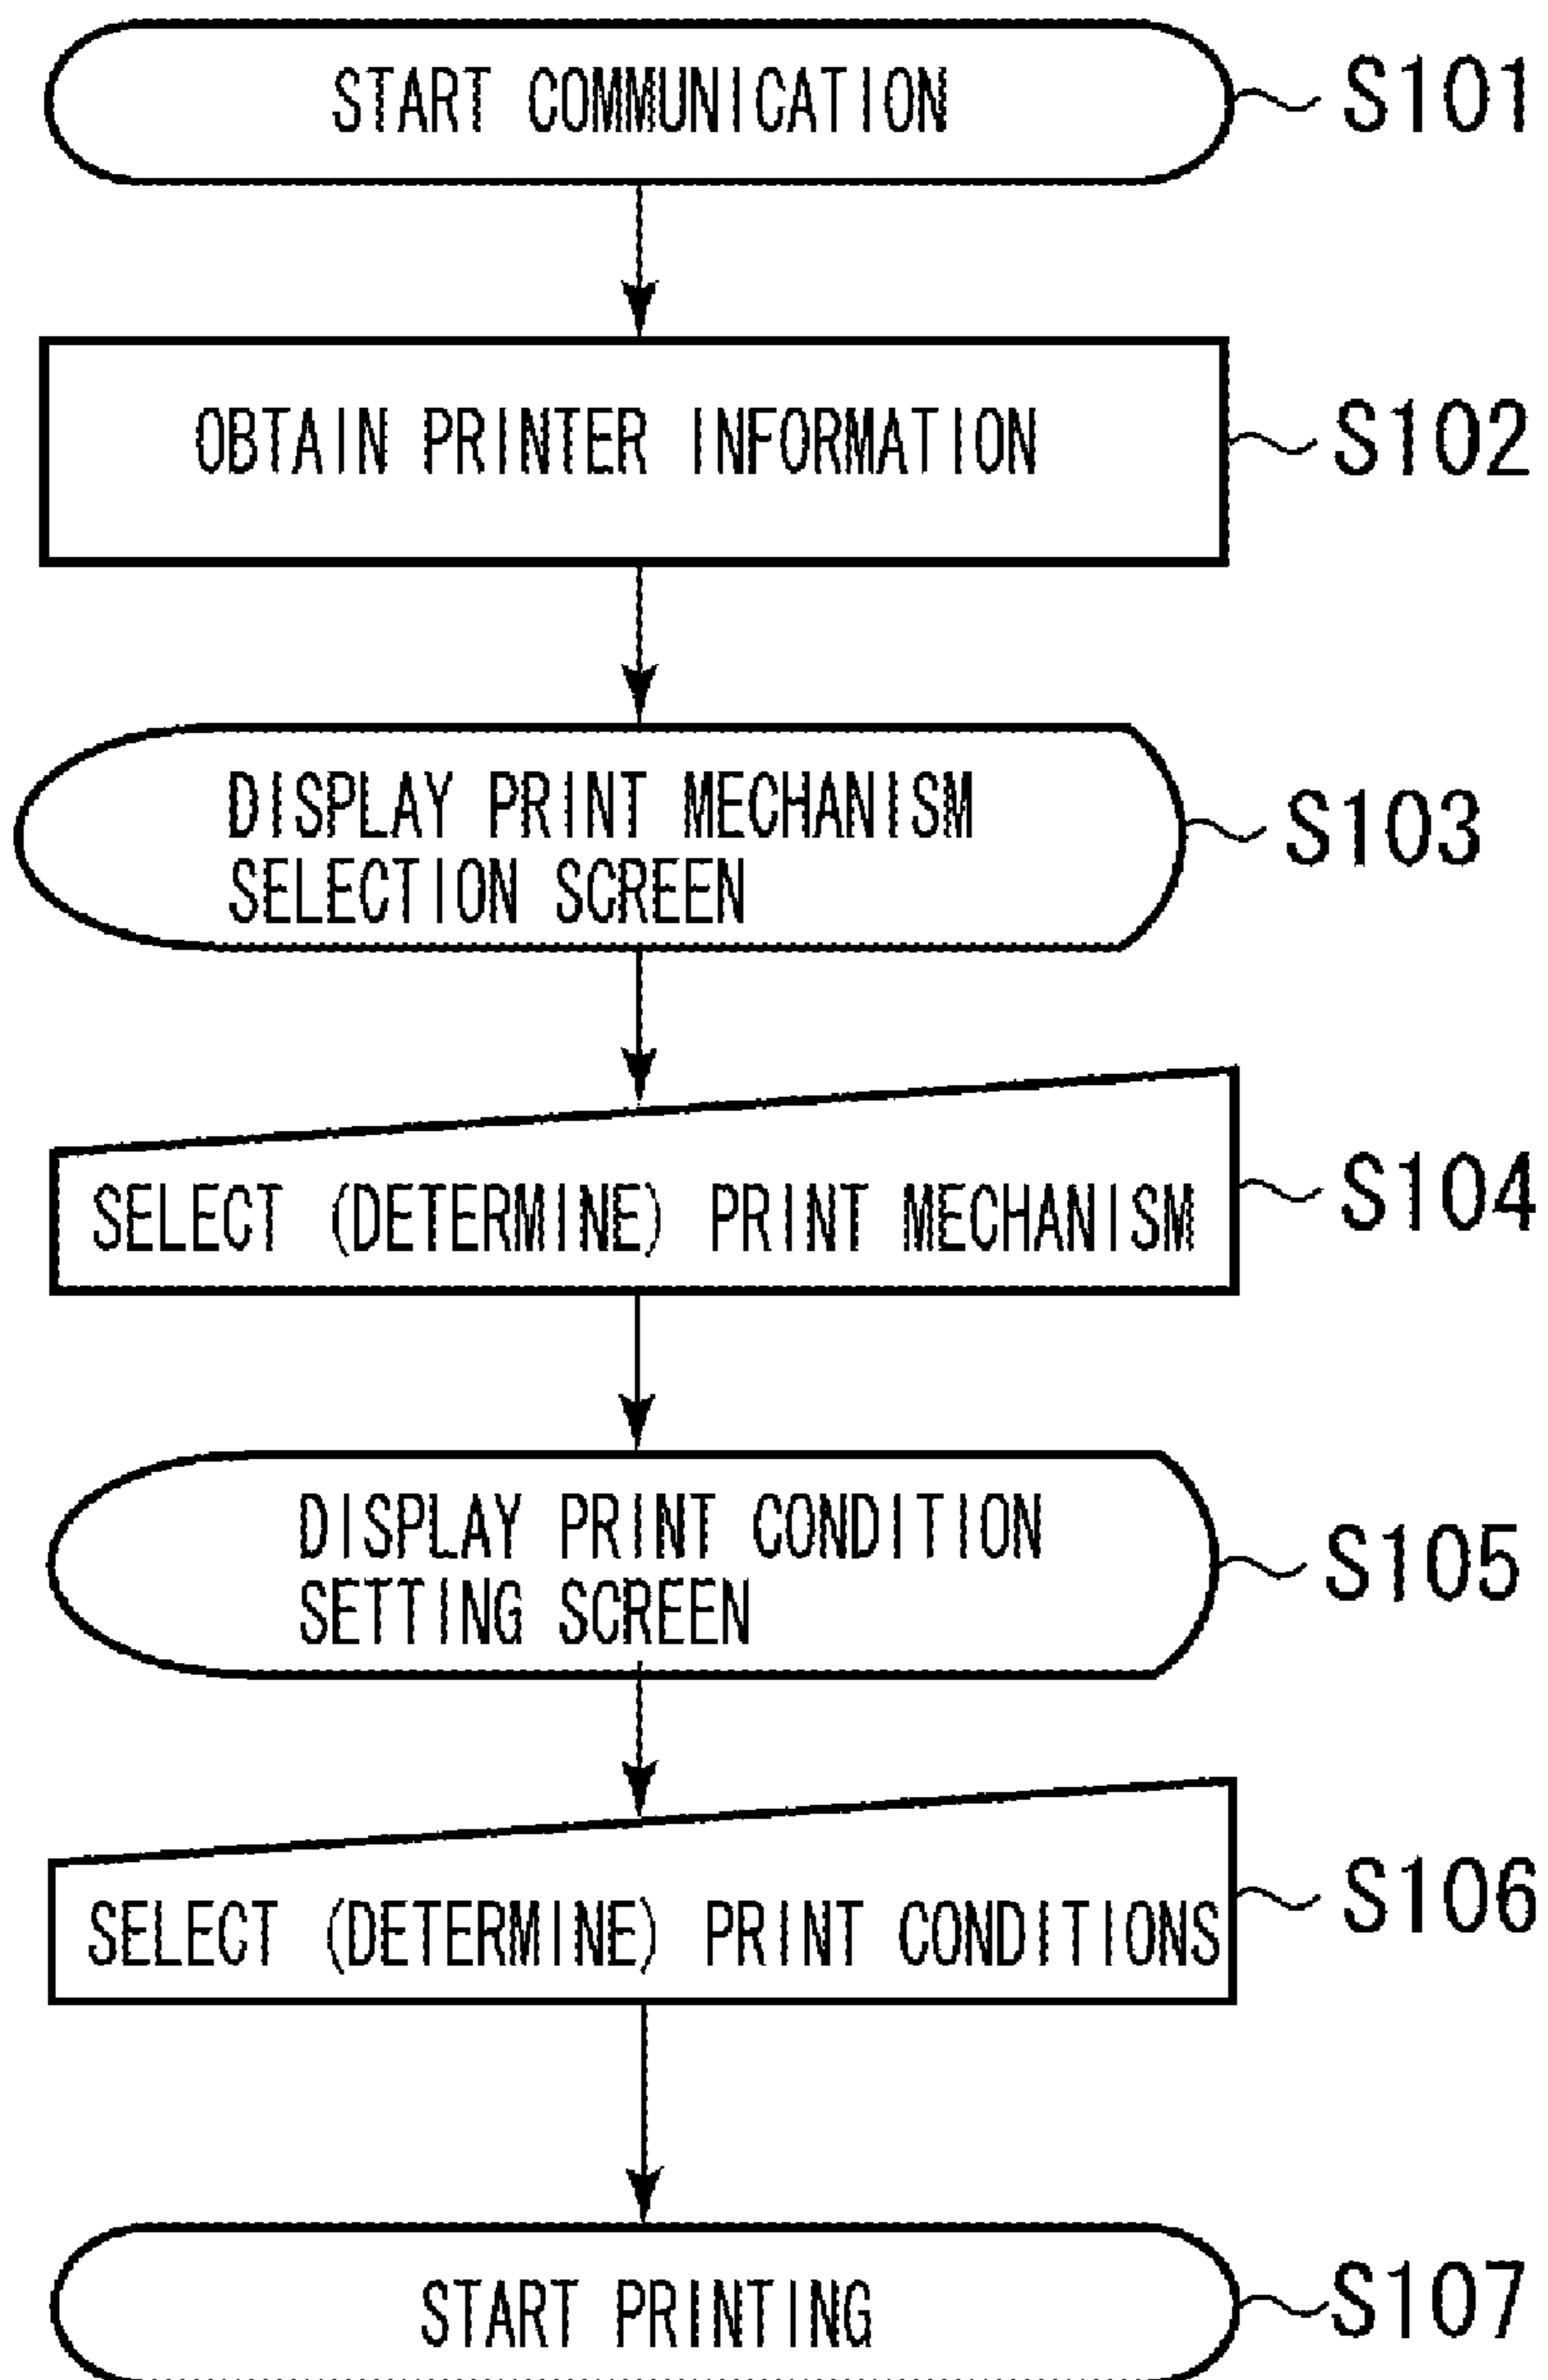 START COMMUNICATION S101
OBTAIN PRINTER INFORMATION S102
DISPLAY PRINT MECHANISM
SELECTION SCREEN
S103
SELECT (DETERMINE) PRINT MECHANISM S104
DISPLAY PRINT CONDITION
SETTING SCREEN
S105
SELECT (DETERMINE) PRINT CONDITIONS S106
START PRINTING S107